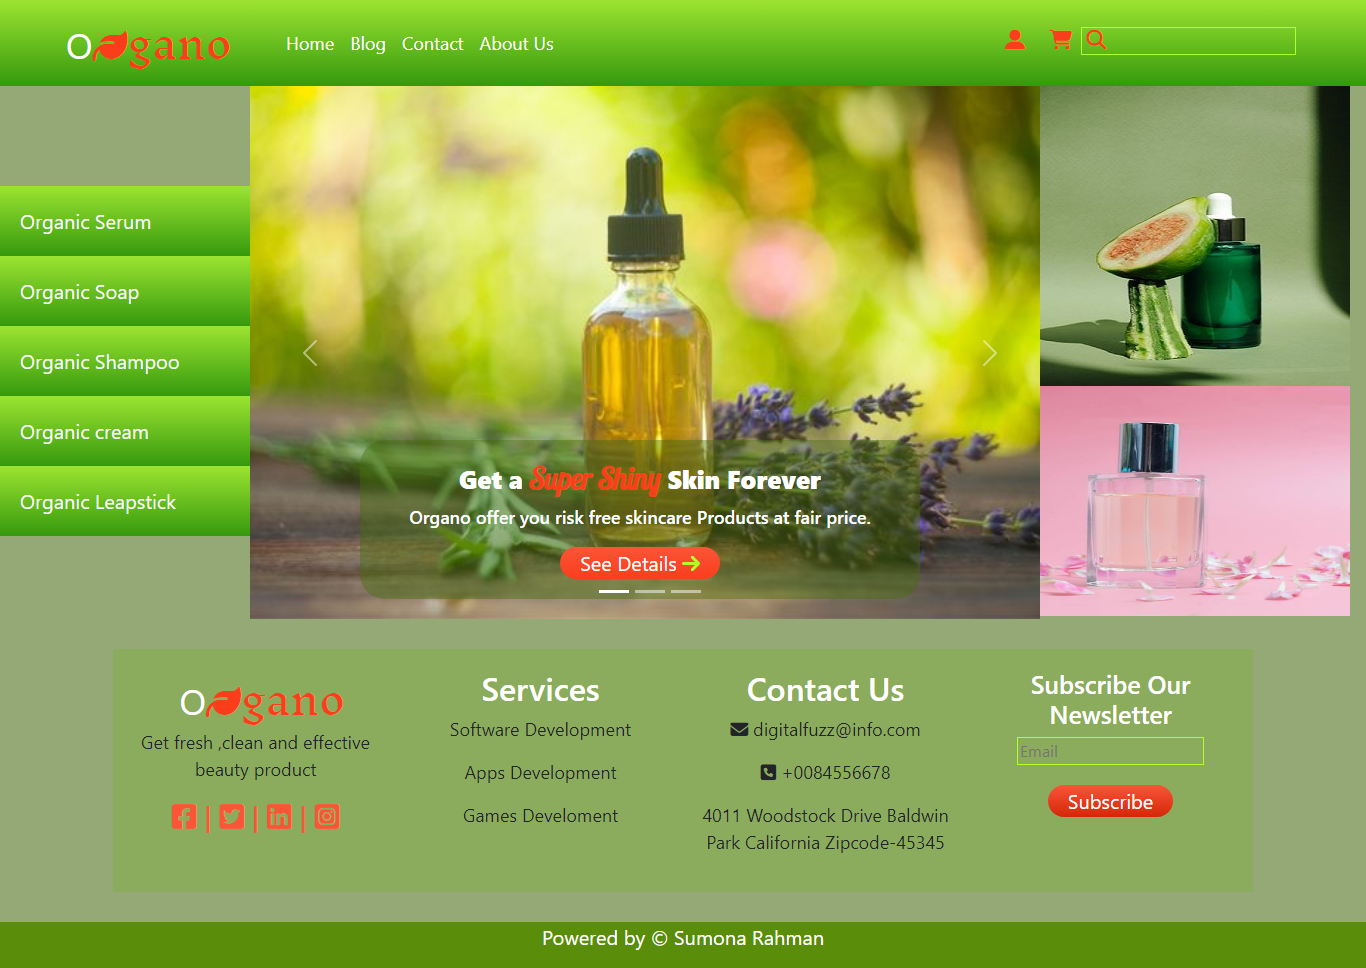 Organo
Home Blog Contact About Us
Organic Serum
Organic Soap
Organic Shampoo
Organic cream
Organic Leapstick
Get a Super Shiny Skin Forever
Organo offer you risk free skincare Products at fair price.
See Details
Organo
Get fresh ,clean and effective
beauty product
| | |
Services
Software Development
Apps Development
Games Develoment
Contact Us
digitalfuzz@info.com
+0084556678
4011 Woodstock Drive Baldwin
Park California Zipcode-45345
Subscribe Our
Newsletter
Email
Subscribe
Powered by © Sumona Rahman